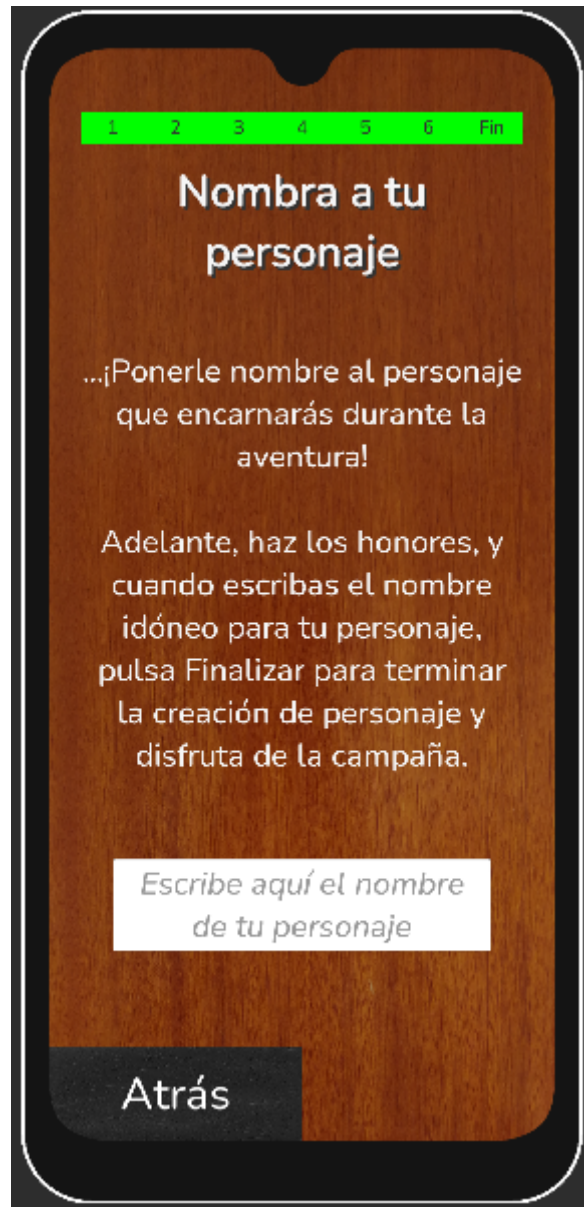 1 2 3 4 5 6 Fin
Nombra a tu
personaje
...¡Ponerle nombre al personaje
que encarnarás durante la
aventura!
Adelante, haz los honores, y
cuando escribas el nombre
idóneo para tu personaje,
pulsa Finalizar para terminar
la creación de personaje y
disfruta de la campaña.
Escribe aquí el nombre
de tu personaje
Atrás